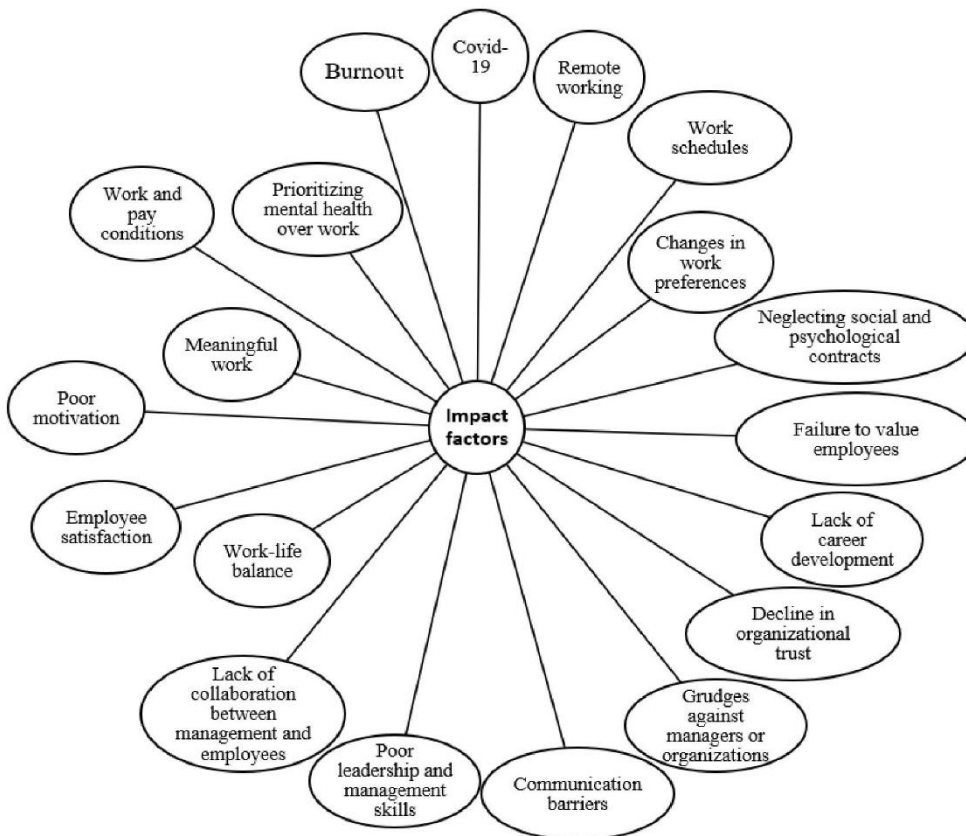 Burnout
Covid-
19
Remote
working
Work
schedules
Work and
pay
conditions
Prioritizing
mental health
over work
Changes in
work
preferences
Neglecting social and
psychological
contracts
Meaningful
work
Poor
motivation
Impact
factors
Failure to value
employees
Employee
satisfaction
Work-life
balance
Lack of
career
development
Decline in
organizational
trust
Lack of
collaboration
between
management and
employees
Grudges
against
managers or
organizations
Poor
leadership and
management
skills
Communication
barriers